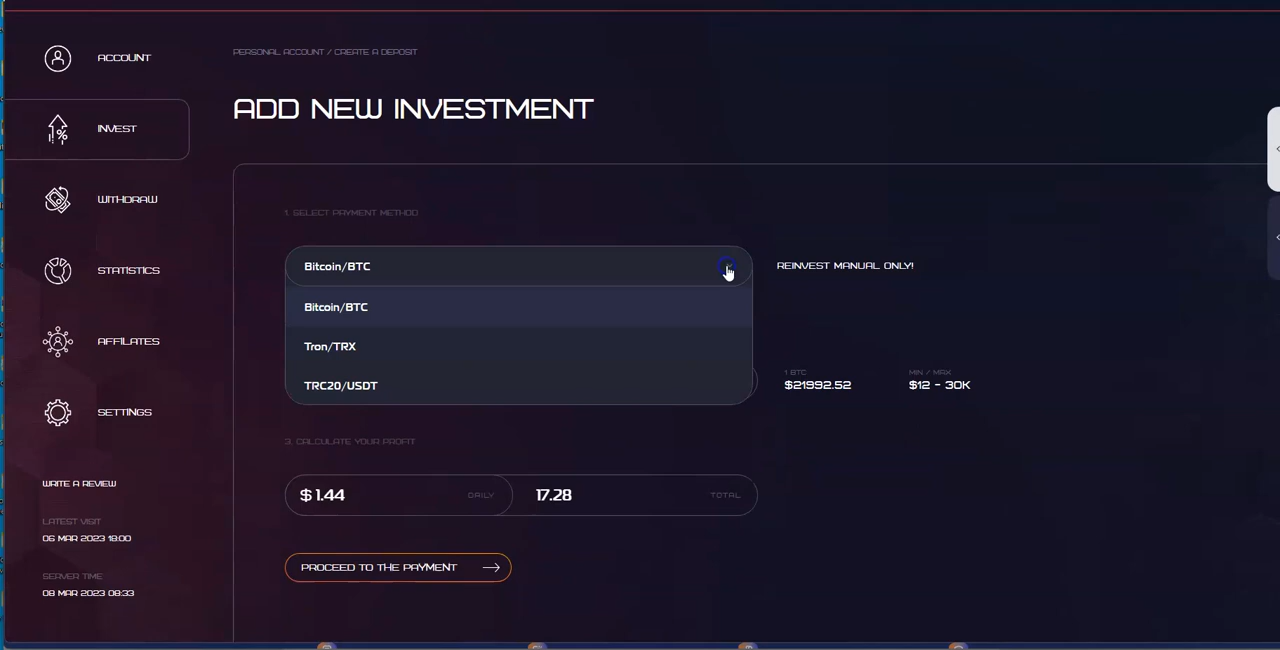 ACCOUNT
INVEST
WITHDRAW
STATISTICS
AFFILIATES
SETTINGS
WRITE A REVIEW
LATEST VISIT
06 MAR 2023 18:00
SERVER TIME
08 MAR 2023 08:33
PERSONAL ACCOUNT / CREATE A DEPOSIT
ADD NEW INVESTMENT
1. SELECT PAYMENT METHOD
Bitcoin/BTC
REINVEST MANUAL ONLY!
Bitcoin/BTC
Tron/TRX
TRC20/USDT
1 BTC
$21992.52
MIN / MAX
$12 - 30K
3. CALCULATE YOUR PROFIT
$ 1.44 DAILY
17.28 TOTAL
PROCEED TO THE PAYMENT